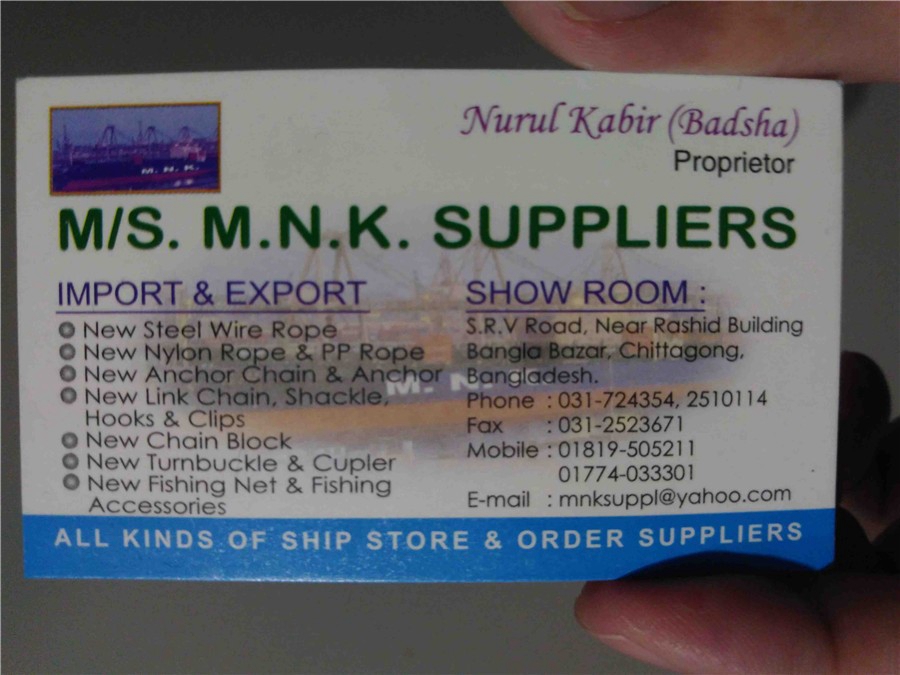 M. N. K.
Nurul Kabir (Badsha)
Proprietor
M/S. M.N.K. SUPPLIERS
IMPORT & EXPORT
New Steel Wire Rope
New Nylon Rope & PP Rope
New Anchor Chain & Anchor
New Link Chain, Shackle,
Hooks & Clips
New Chain Block
New Turnbuckle & Cupler
New Fishing Net & Fishing
Accessories
SHOW ROOM :
S.R.V Road, Near Rashid Building
Bangla Bazar, Chittagong,
Bangladesh.
Phone : 031-724354, 2510114
Fax : 031-2523671
Mobile : 01819-505211
01774-033301
E-mail : mnksuppl@yahoo.com
ALL KINDS OF SHIP STORE & ORDER SUPPLIERS